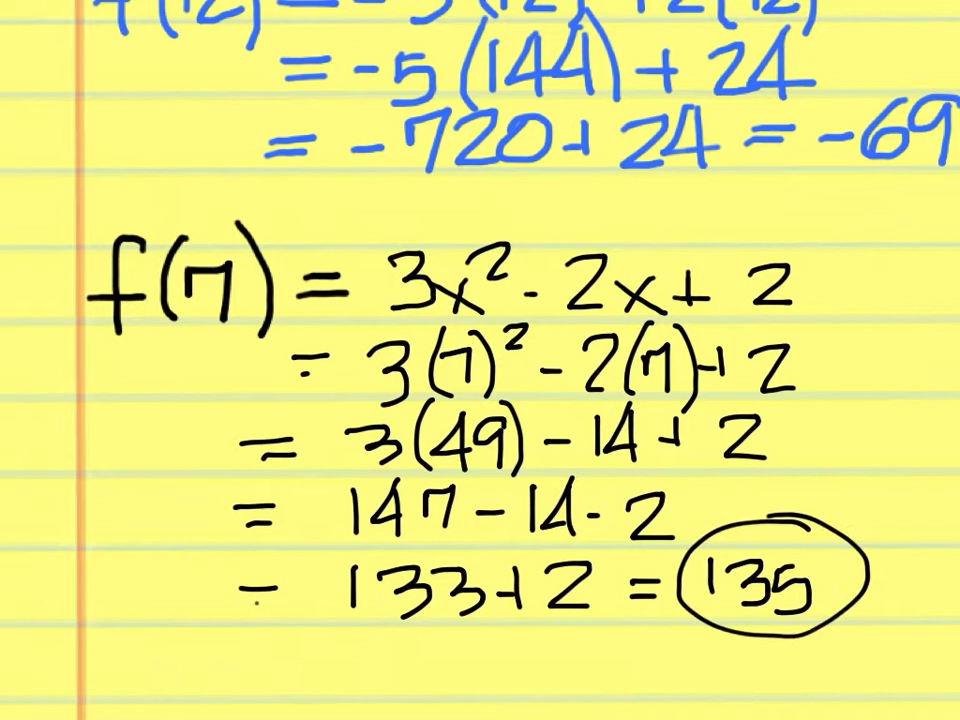 = -5(144) + 24
= -720 + 24 = -69
f(7) = 3x² - 2x + 2
= 3(7)² - 2(7) + 2
= 3(49) - 14 + 2
= 147 - 14 - 2
= 133 + 2 = 135